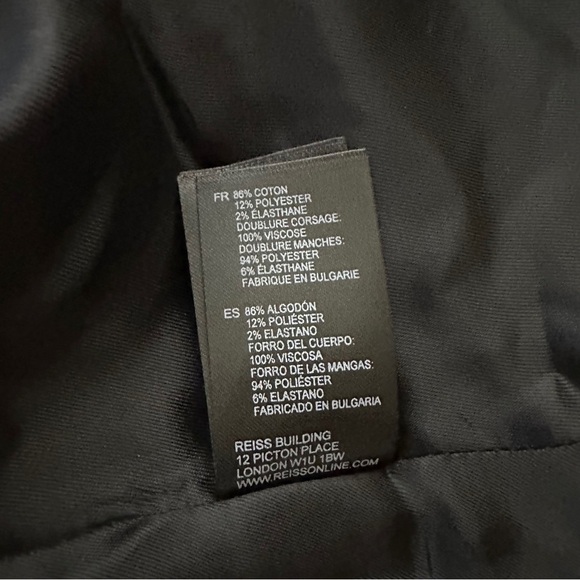 FR 86% COTON
12% POLYESTER
2% ÉLASTHANE
DOUBLURE CORSAGE:
100% VISCOSE
DOUBLURE MANCHES:
94% POLYESTER
6% ÉLASTHANE
FABRIQUE EN BULGARIE
ES 86% ALGODÓN
12% POLIÉSTER
2% ELASTANO
FORRO DEL CUERPO:
100% VISCOSA
FORRO DE LAS MANGAS:
94% POLIÉSTER
6% ELASTANO
FABRICADO EN BULGARIA
REISS BUILDING
12 PICTON PLACE
LONDON W1U 1BW
WWW.REISSONLINE.COM